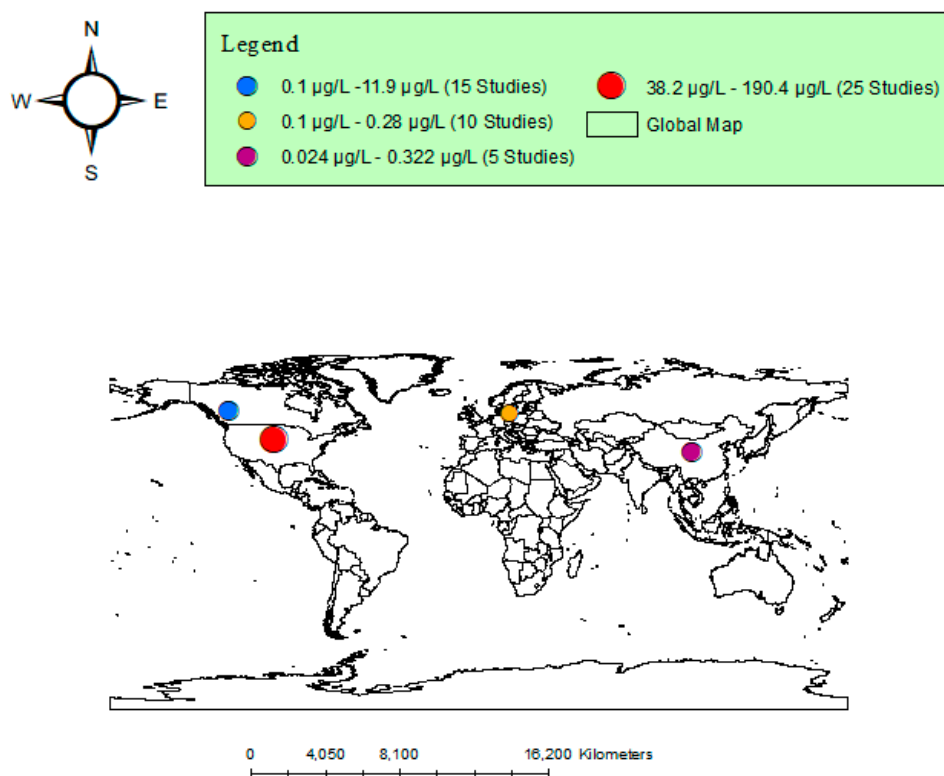 N
W E
S
Legend
0.1 µg/L -11.9 µg/L (15 Studies)
0.1 µg/L - 0.28 µg/L (10 Studies)
0.024 µg/L - 0.322 µg/L (5 Studies)
38.2 µg/L - 190.4 µg/L (25 Studies)
Global Map
0 4,050 8,100 16,200 Kilometers